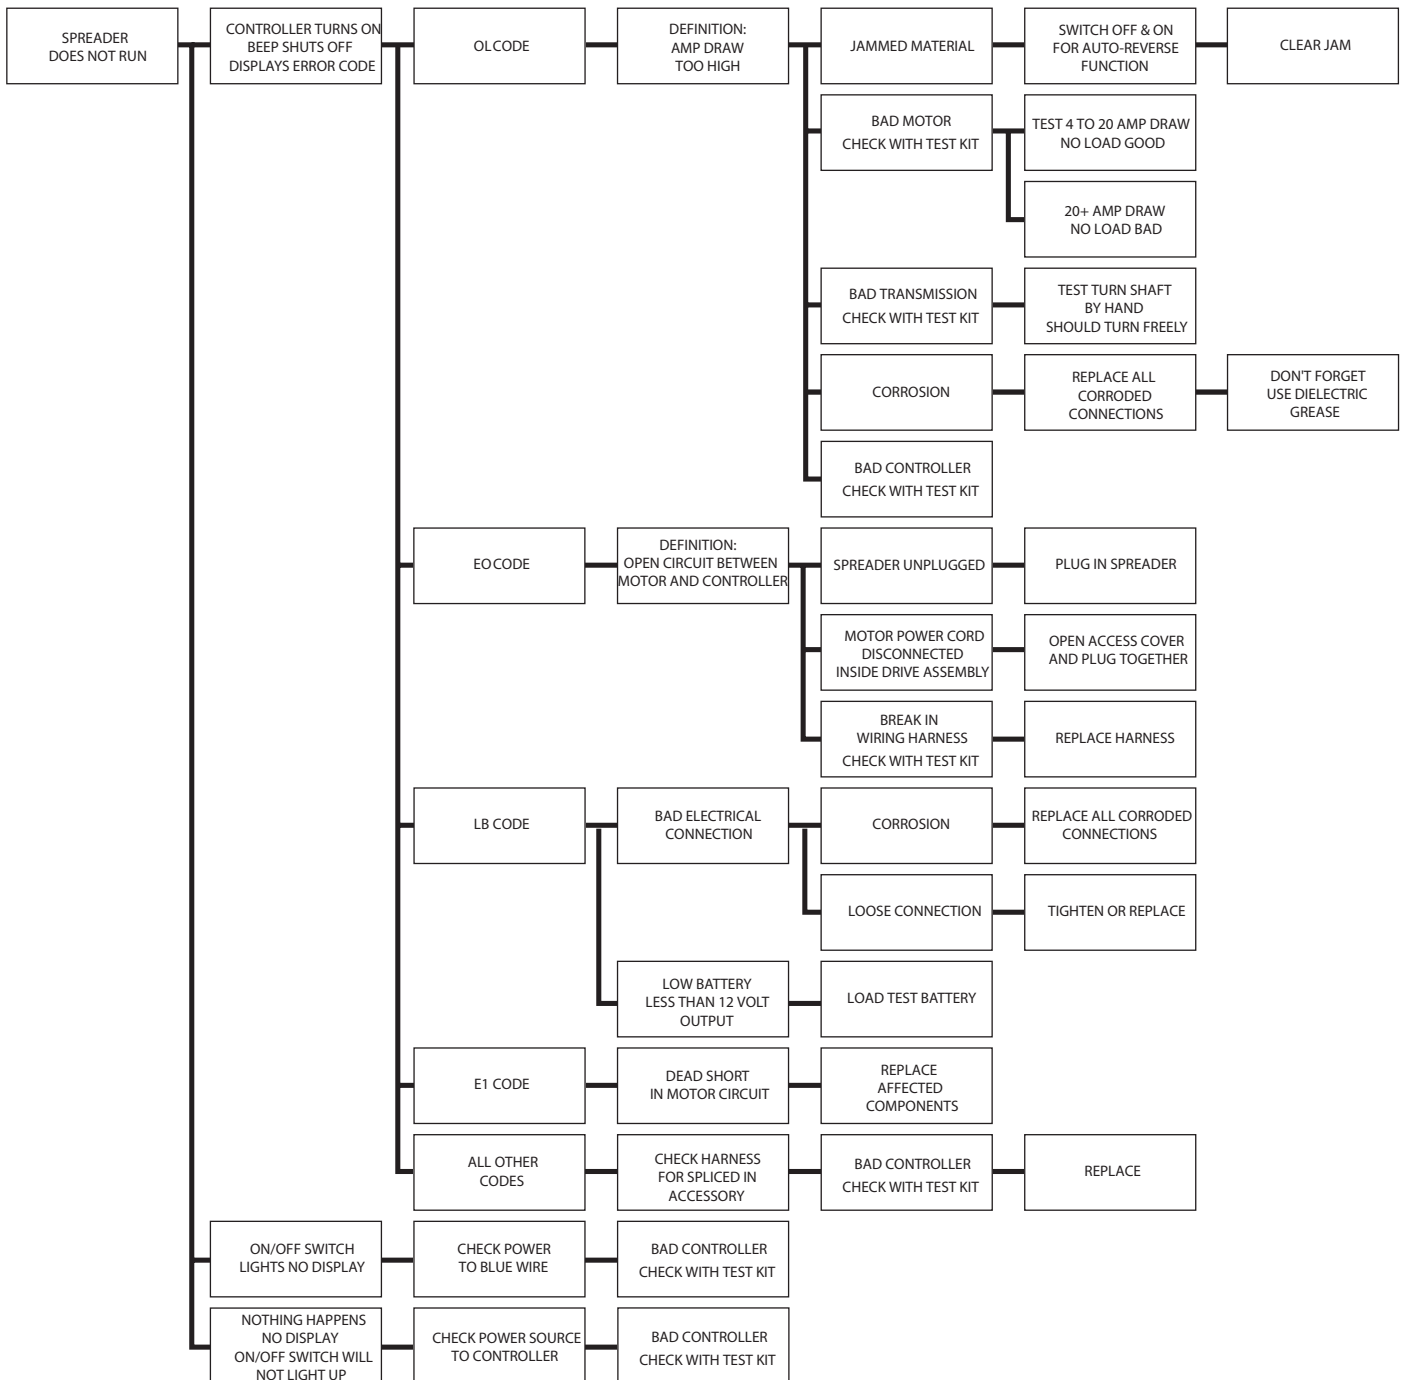 SPREADER
DOES NOT RUN
CONTROLLER TURNS ON
BEEP SHUTS OFF
DISPLAYS ERROR CODE
OL CODE
DEFINITION:
AMP DRAW
TOO HIGH
JAMMED MATERIAL
SWITCH OFF & ON
FOR AUTO-REVERSE
FUNCTION
CLEAR JAM
BAD MOTOR
CHECK WITH TEST KIT
TEST 4 TO 20 AMP DRAW
NO LOAD GOOD
20+ AMP DRAW
NO LOAD BAD
BAD TRANSMISSION
CHECK WITH TEST KIT
TEST TURN SHAFT
BY HAND
SHOULD TURN FREELY
CORROSION
REPLACE ALL
CORRODED
CONNECTIONS
DON'T FORGET
USE DIELECTRIC
GREASE
BAD CONTROLLER
CHECK WITH TEST KIT
EO CODE
DEFINITION:
OPEN CIRCUIT BETWEEN
MOTOR AND CONTROLLER
SPREADER UNPLUGGED
PLUG IN SPREADER
MOTOR POWER CORD
DISCONNECTED
INSIDE DRIVE ASSEMBLY
OPEN ACCESS COVER
AND PLUG TOGETHER
BREAK IN
WIRING HARNESS
CHECK WITH TEST KIT
REPLACE HARNESS
LB CODE
BAD ELECTRICAL
CONNECTION
CORROSION
REPLACE ALL CORRODED
CONNECTIONS
LOOSE CONNECTION
TIGHTEN OR REPLACE
LOW BATTERY
LESS THAN 12 VOLT
OUTPUT
LOAD TEST BATTERY
E1 CODE
DEAD SHORT
IN MOTOR CIRCUIT
REPLACE
AFFECTED
COMPONENTS
ALL OTHER
CODES
CHECK HARNESS
FOR SPLICED IN
ACCESSORY
BAD CONTROLLER
CHECK WITH TEST KIT
REPLACE
ON/OFF SWITCH
LIGHTS NO DISPLAY
CHECK POWER
TO BLUE WIRE
BAD CONTROLLER
CHECK WITH TEST KIT
NOTHING HAPPENS
NO DISPLAY
ON/OFF SWITCH WILL
NOT LIGHT UP
CHECK POWER SOURCE
TO CONTROLLER
BAD CONTROLLER
CHECK WITH TEST KIT